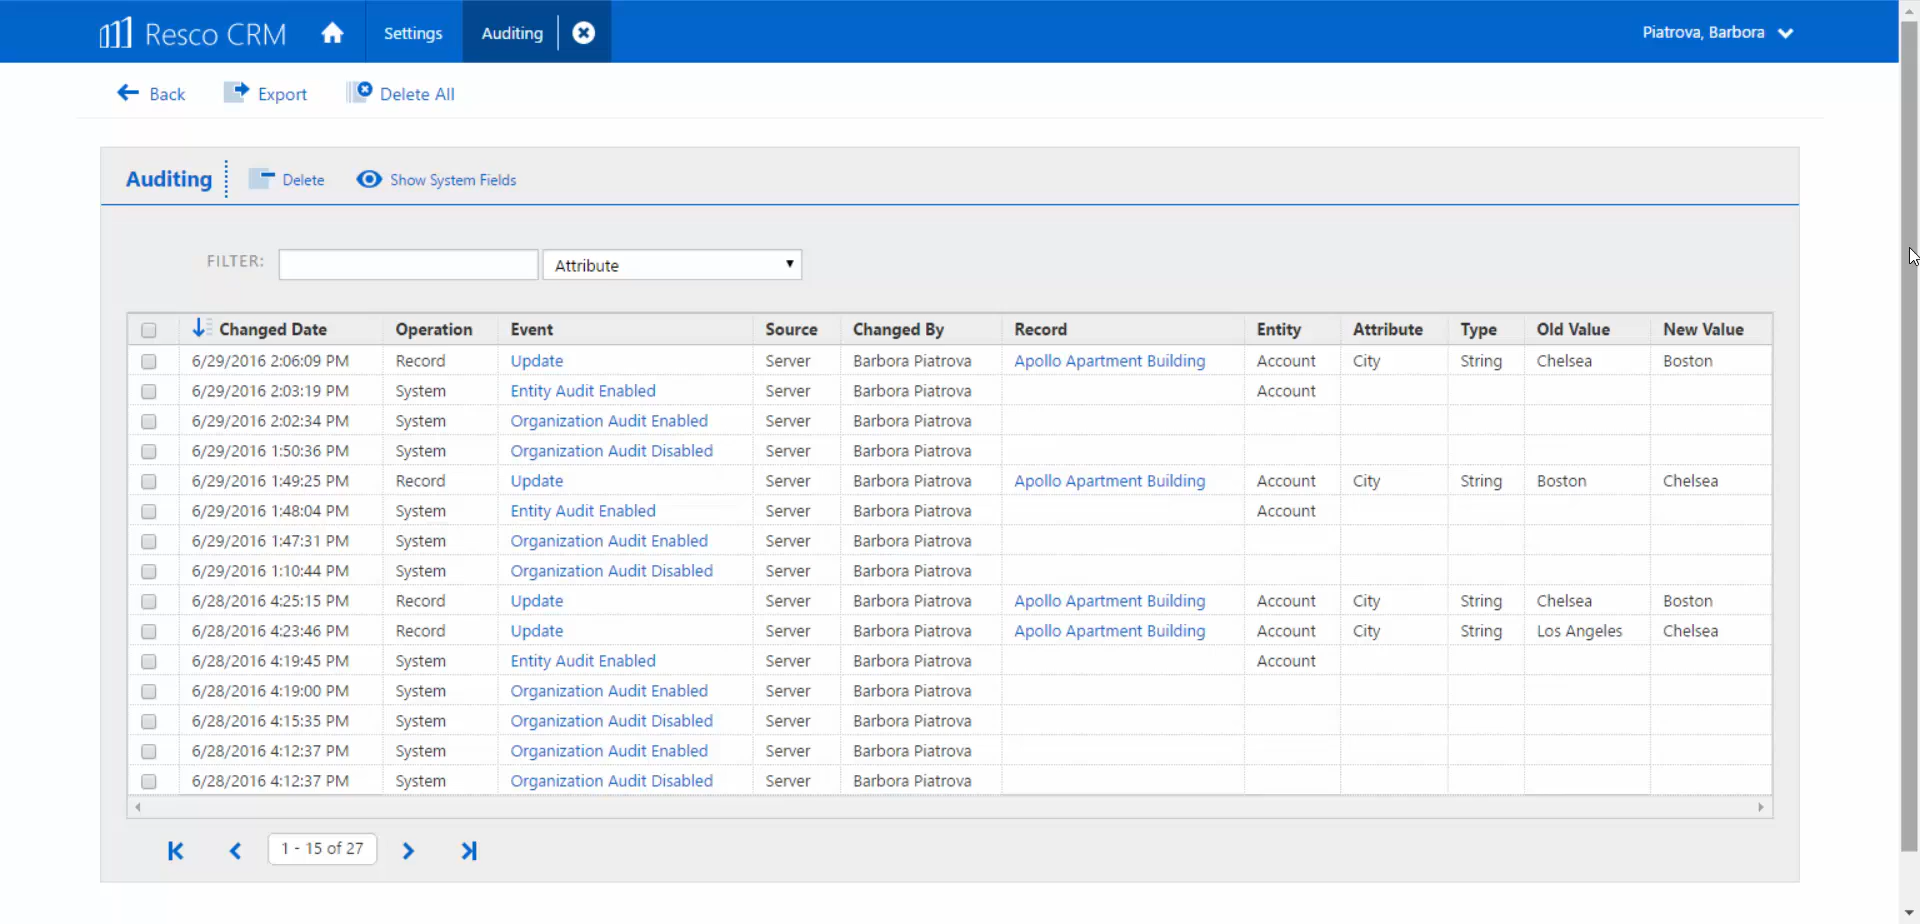 Resco CRM Settings Auditing Piatrova, Barbora
Back Export Delete All
Auditing Delete Show System Fields
FILTER: Attribute
Changed Date Operation Event Source Changed By Record Entity Attribute Type Old Value New Value
6/29/2016 2:06:09 PM Record Update Server Barbora Piatrova Apollo Apartment Building Account City String Chelsea Boston
6/29/2016 2:03:19 PM System Entity Audit Enabled Server Barbora Piatrova Account
6/29/2016 2:02:34 PM System Organization Audit Enabled Server Barbora Piatrova
6/29/2016 1:50:36 PM System Organization Audit Disabled Server Barbora Piatrova
6/29/2016 1:49:25 PM Record Update Server Barbora Piatrova Apollo Apartment Building Account City String Boston Chelsea
6/29/2016 1:48:04 PM System Entity Audit Enabled Server Barbora Piatrova Account
6/29/2016 1:47:31 PM System Organization Audit Enabled Server Barbora Piatrova
6/29/2016 1:10:44 PM System Organization Audit Disabled Server Barbora Piatrova
6/28/2016 4:25:15 PM Record Update Server Barbora Piatrova Apollo Apartment Building Account City String Chelsea Boston
6/28/2016 4:23:46 PM Record Update Server Barbora Piatrova Apollo Apartment Building Account City String Los Angeles Chelsea
6/28/2016 4:19:45 PM System Entity Audit Enabled Server Barbora Piatrova Account
6/28/2016 4:19:00 PM System Organization Audit Enabled Server Barbora Piatrova
6/28/2016 4:15:35 PM System Organization Audit Disabled Server Barbora Piatrova
6/28/2016 4:12:37 PM System Organization Audit Enabled Server Barbora Piatrova
6/28/2016 4:12:37 PM System Organization Audit Disabled Server Barbora Piatrova
1 - 15 of 27